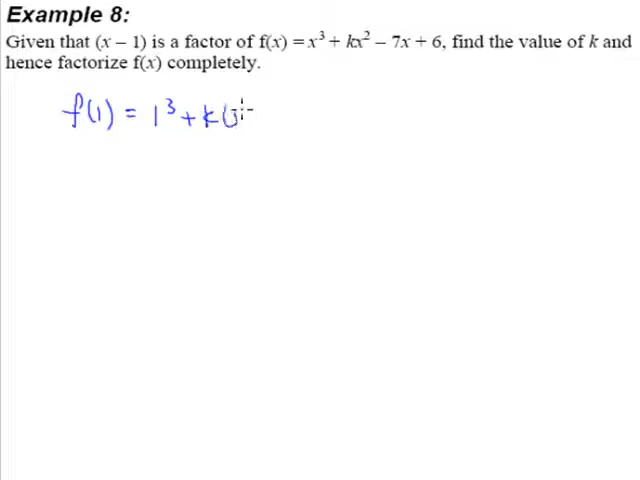 Example 8:
Given that (x – 1) is a factor of f(x) = x³ + kx² – 7x + 6, find the value of k and
hence factorize f(x) completely.
f(1) = 1³ + k(